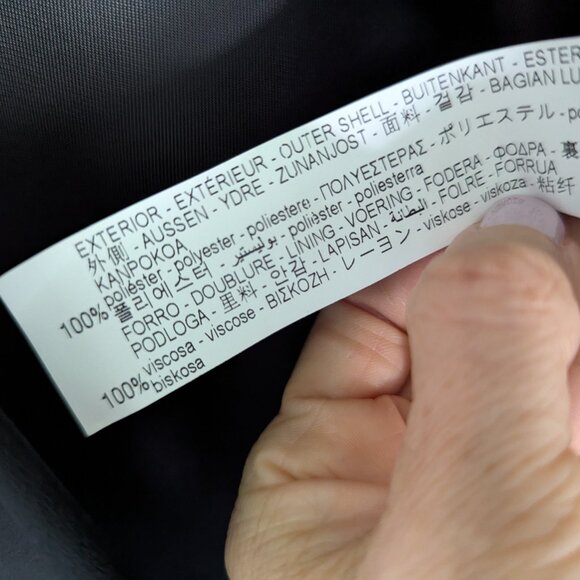 EXTERIOR - EXTÉRIEUR - OUTER SHELL - BUITENKANT - ESTER
外側 - AUSSEN - YDRE - ZUNANJOST - 面料 - 겉감 - BAGIAN LU
KANPOKOA
100% poliéster - polyester - poliestere - ΠΟΛΥΕΣΤΕΡΑΣ - ポリエステル - po
폴리에스터 - بوليستير - polièster - poliesterra
FORRO - DOUBLURE - LINING - VOERING - FODERA - ΦΟΔΡΑ - 裏
PODLOGA - 里料 - 안감 - LAPISAN - البطانة - FOLRE - FORRUA
100% viscosa - viscose - ΒΙΣΚΟΖΗ - レーヨン - viskose - viskoza - 粘纤
biskosa